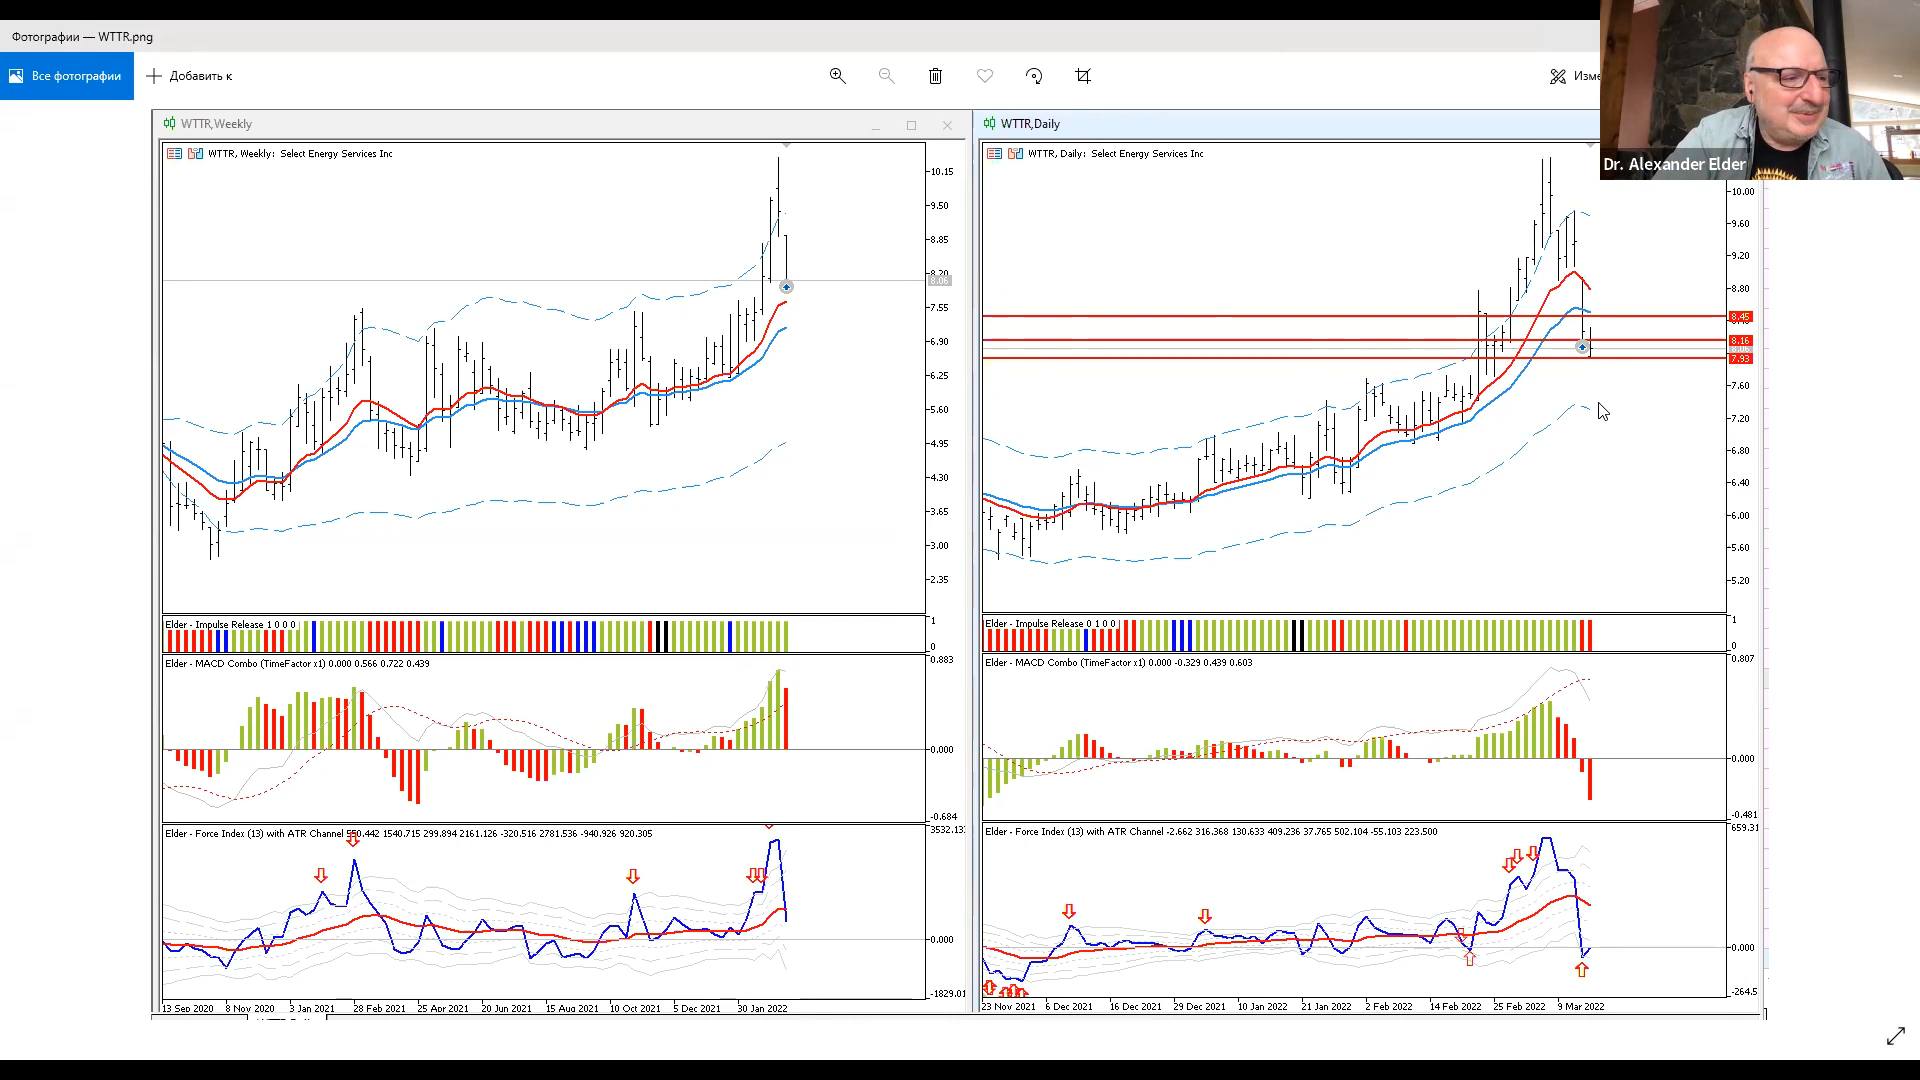 Фотографии — WTTR.png
Все фотографии
Добавить к
Dr. Alexander Elder
WTTR,Weekly
WTTR, Weekly: Select Energy Services Inc
10.15
9.50
8.85
8.20
8.06
7.55
6.90
6.25
5.60
4.95
4.30
3.65
3.00
2.35
Elder - Impulse Release 1 0 0 0
1
0
Elder - MACD Combo (TimeFactor x1) 0.000 0.566 0.722 0.439
0.883
0.000
-0.684
Elder - Force Index (13) with ATR Channel 550.442 1540.715 299.894 2161.126 -320.516 2781.536 -940.926 920.305
0.000
13 Sep 2020 8 Nov 2020 3 Jan 2021 28 Feb 2021 25 Apr 2021 20 Jun 2021 15 Aug 2021 10 Oct 2021 5 Dec 2021 30 Jan 2022
WTTR,Daily
WTTR, Daily: Select Energy Services Inc
10.00
9.60
9.20
8.80
8.45
8.16
7.93
7.60
7.20
6.80
6.40
6.00
5.60
5.20
Elder - Impulse Release 0 1 0 0
1
0
Elder - MACD Combo (TimeFactor x1) 0.000 -0.329 0.439 0.603
0.807
0.000
-0.481
Elder - Force Index (13) with ATR Channel -2.662 316.368 130.633 409.236 37.765 502.104 -55.103 223.500
659.31
0.000
-264.5
23 Nov 2021 6 Dec 2021 16 Dec 2021 29 Dec 2021 10 Jan 2022 21 Jan 2022 2 Feb 2022 14 Feb 2022 25 Feb 2022 9 Mar 2022